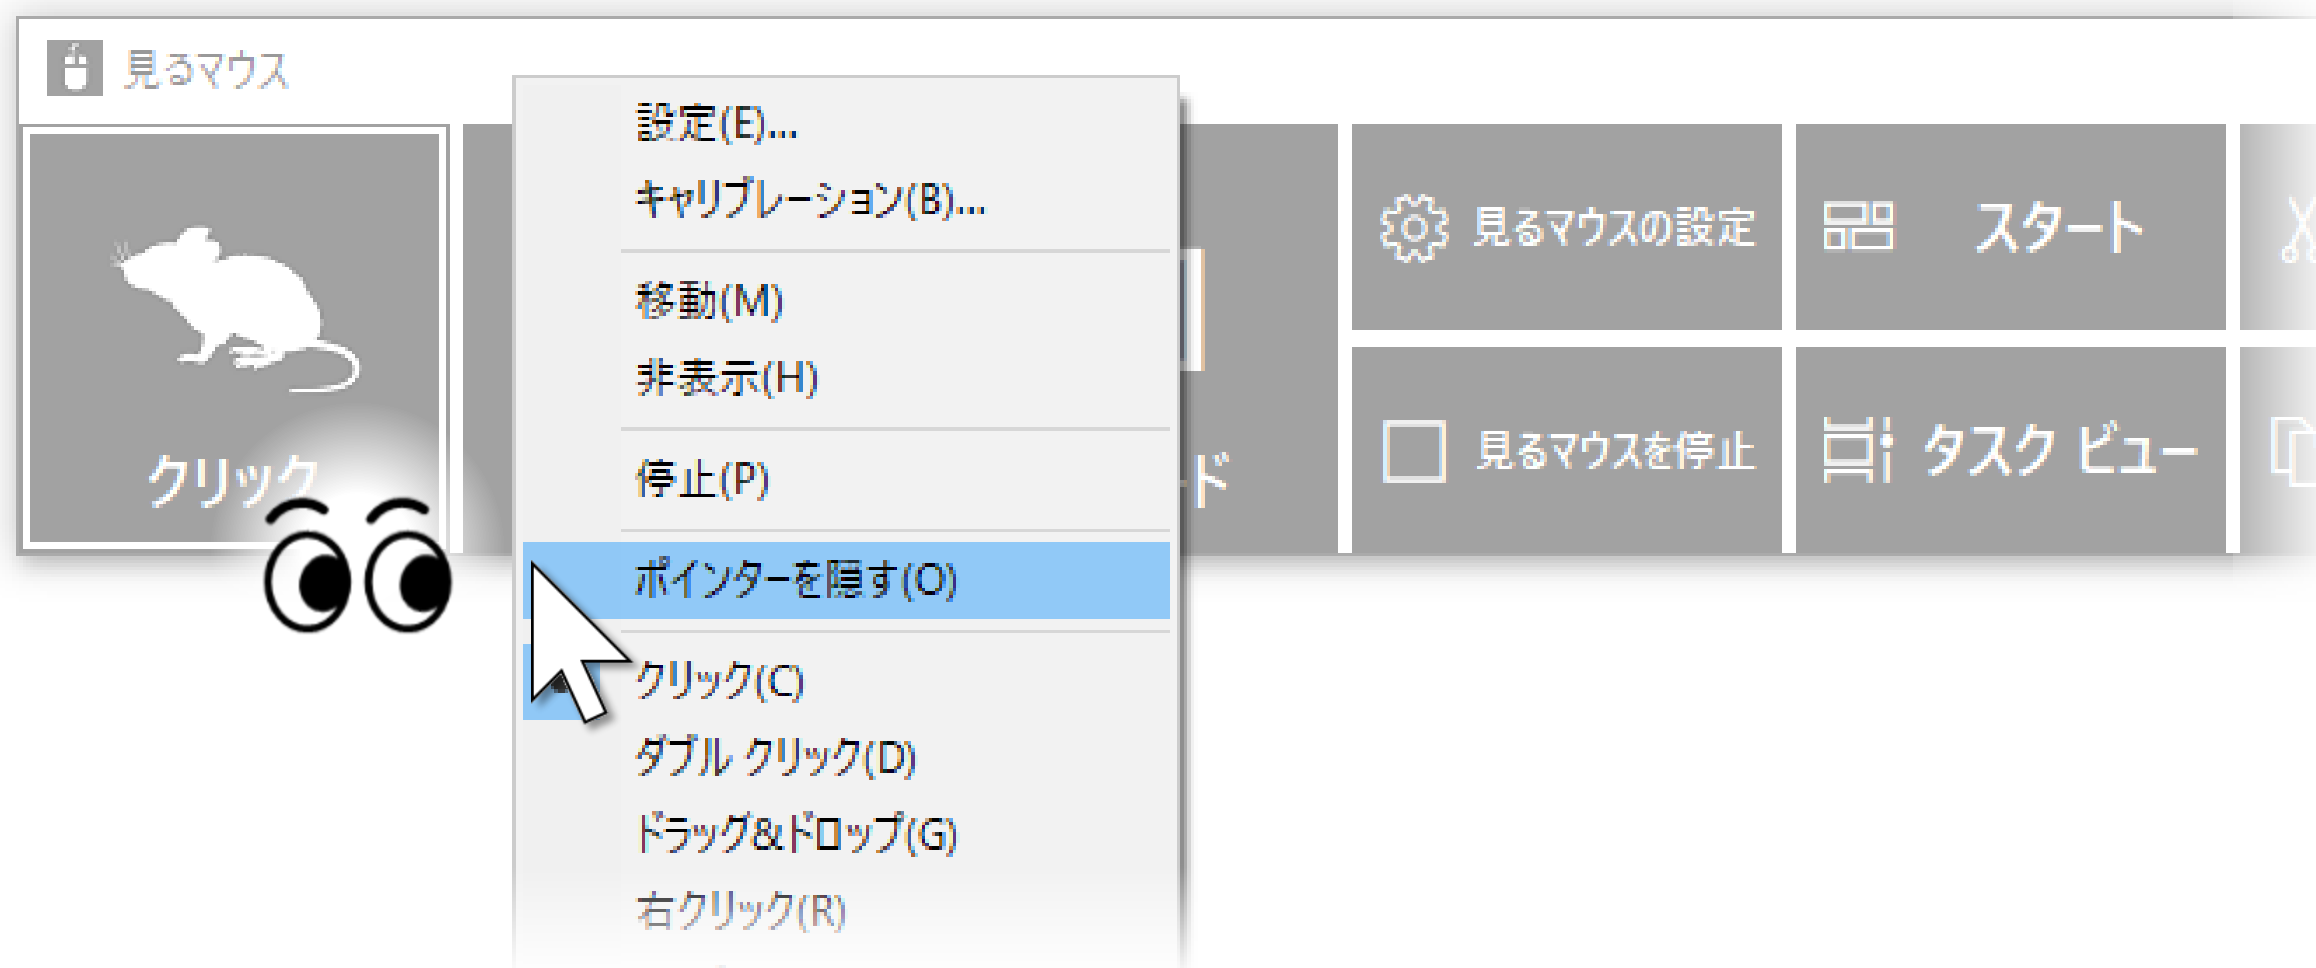 見るマウス
クリック
設定(E)...
キャリブレーション(B)...
移動(M)
非表示(H)
停止(P)
ポインターを隠す(O)
クリック(C)
ダブル クリック(D)
ドラッグ&ドロップ(G)
右クリック(R)
ード
見るマウスの設定
スタート
見るマウスを停止
タスク ビュー